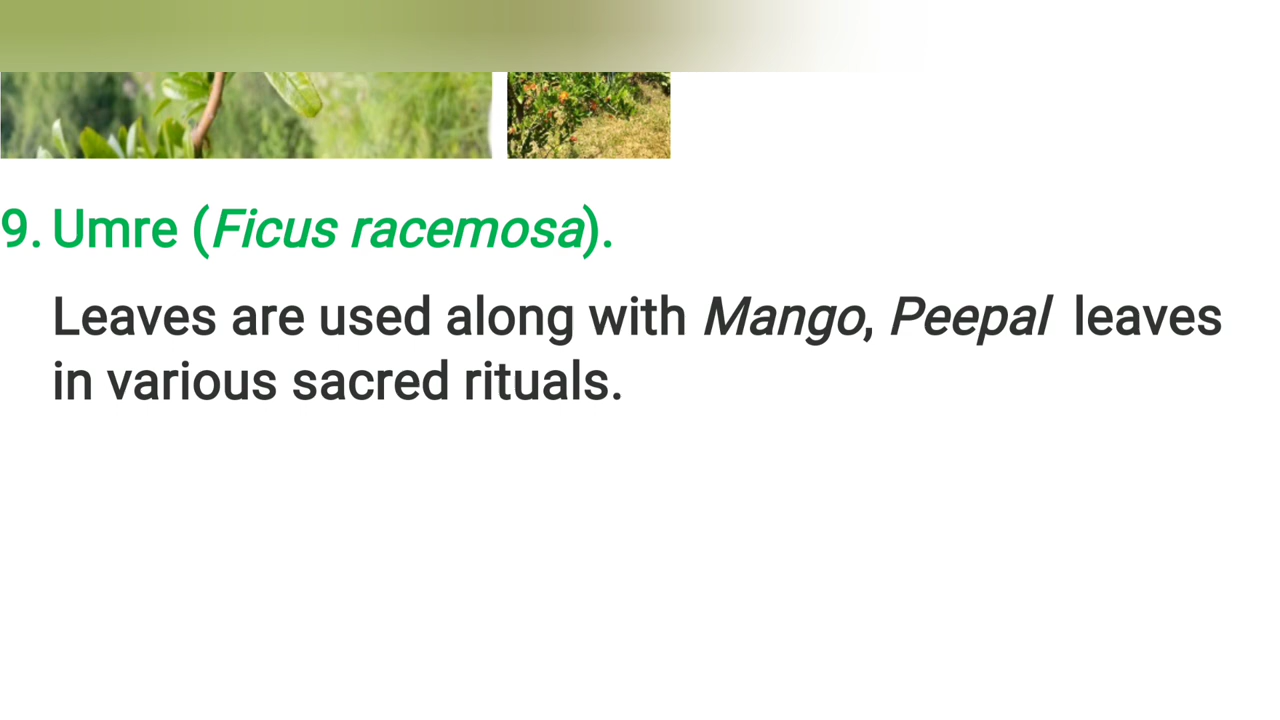 9. Umre (Ficus racemosa).
Leaves are used along with Mango, Peepal leaves
in various sacred rituals.